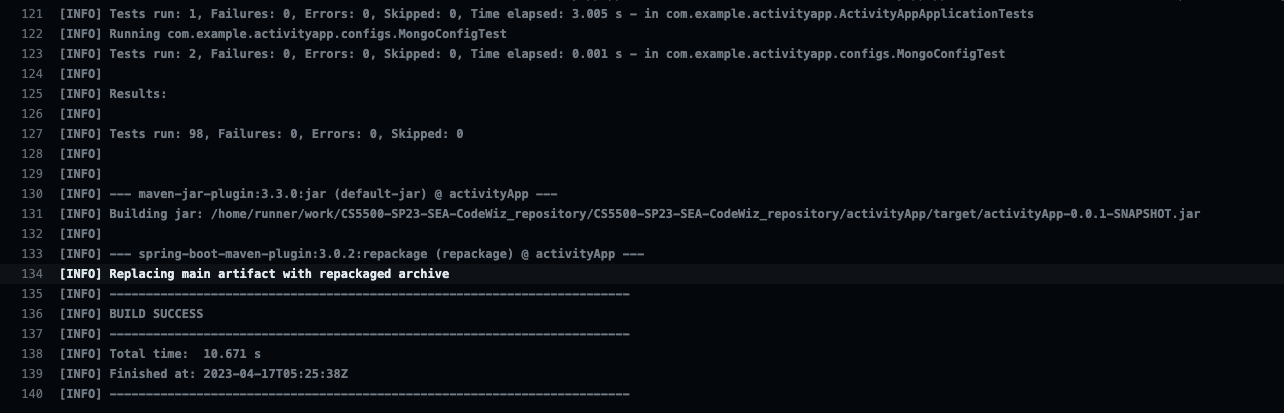 121 [INFO] Tests run: 1, Failures: 0, Errors: 0, Skipped: 0, Time elapsed: 3.005 s - in com.example.activityapp.ActivityAppApplicationTests
122 [INFO] Running com.example.activityapp.configs.MongoConfigTest
123 [INFO] Tests run: 2, Failures: 0, Errors: 0, Skipped: 0, Time elapsed: 0.001 s - in com.example.activityapp.configs.MongoConfigTest
124 [INFO]
125 [INFO] Results:
126 [INFO]
127 [INFO] Tests run: 98, Failures: 0, Errors: 0, Skipped: 0
128 [INFO]
129 [INFO]
130 [INFO] --- maven-jar-plugin:3.3.0:jar (default-jar) @ activityApp ---
131 [INFO] Building jar: /home/runner/work/CS5500-SP23-SEA-CodeWiz_repository/CS5500-SP23-SEA-CodeWiz_repository/activityApp/target/activityApp-0.0.1-SNAPSHOT.jar
132 [INFO]
133 [INFO] --- spring-boot-maven-plugin:3.0.2:repackage (repackage) @ activityApp ---
134 [INFO] Replacing main artifact with repackaged archive
135 [INFO] ------------------------------------------------------------------------
136 [INFO] BUILD SUCCESS
137 [INFO] ------------------------------------------------------------------------
138 [INFO] Total time:  10.671 s
139 [INFO] Finished at: 2023-04-17T05:25:38Z
140 [INFO] ------------------------------------------------------------------------